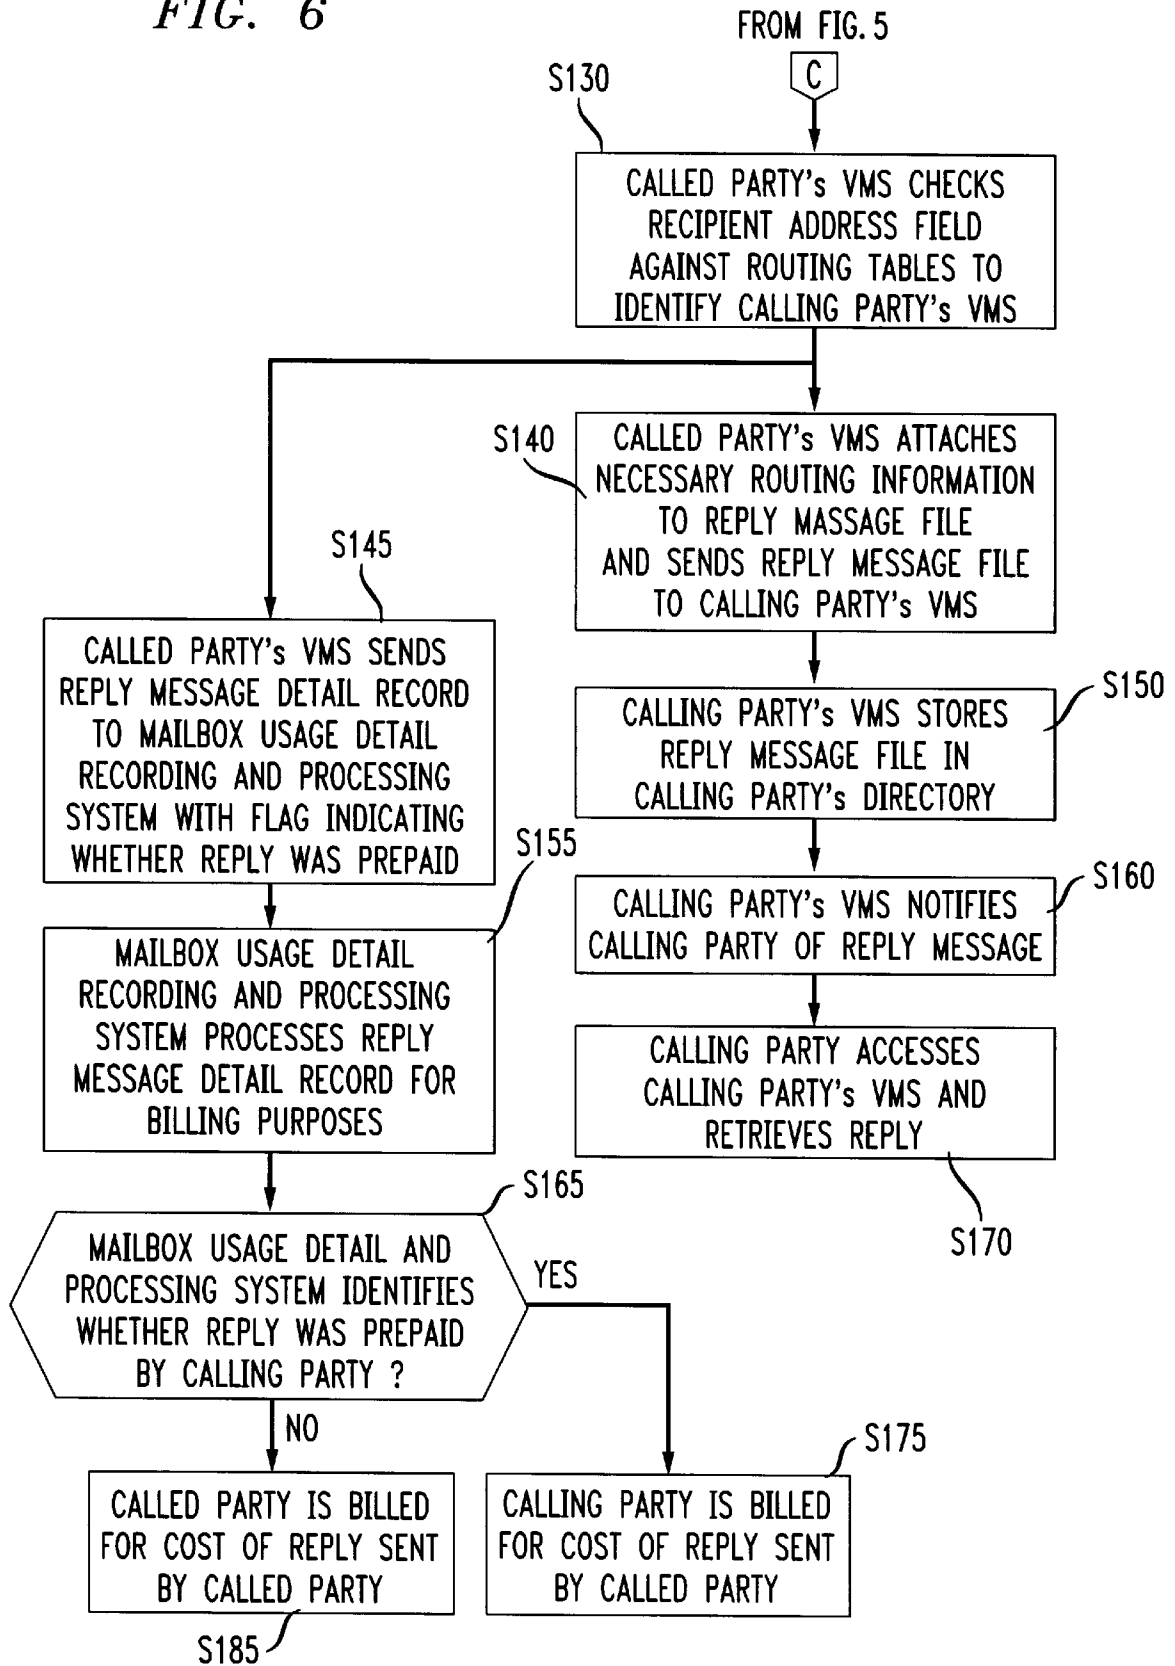 FIG. 6
FROM FIG. 5
C
S130
CALLED PARTY's VMS CHECKS
RECIPIENT ADDRESS FIELD
AGAINST ROUTING TABLES TO
IDENTIFY CALLING PARTY's VMS
S140
CALLED PARTY's VMS ATTACHES
NECESSARY ROUTING INFORMATION
TO REPLY MASSAGE FILE
AND SENDS REPLY MESSAGE FILE
TO CALLING PARTY's VMS
S145
CALLED PARTY's VMS SENDS
REPLY MESSAGE DETAIL RECORD
TO MAILBOX USAGE DETAIL
RECORDING AND PROCESSING
SYSTEM WITH FLAG INDICATING
WHETHER REPLY WAS PREPAID
S150
CALLING PARTY's VMS STORES
REPLY MESSAGE FILE IN
CALLING PARTY's DIRECTORY
S155
MAILBOX USAGE DETAIL
RECORDING AND PROCESSING
SYSTEM PROCESSES REPLY
MESSAGE DETAIL RECORD FOR
BILLING PURPOSES
S160
CALLING PARTY's VMS NOTIFIES
CALLING PARTY OF REPLY MESSAGE
CALLING PARTY ACCESSES
CALLING PARTY's VMS AND
RETRIEVES REPLY
S170
S165
MAILBOX USAGE DETAIL AND
PROCESSING SYSTEM IDENTIFIES
WHETHER REPLY WAS PREPAID
BY CALLING PARTY ?
YES
NO
S175
CALLED PARTY IS BILLED
FOR COST OF REPLY SENT
BY CALLED PARTY
CALLING PARTY IS BILLED
FOR COST OF REPLY SENT
BY CALLED PARTY
S185